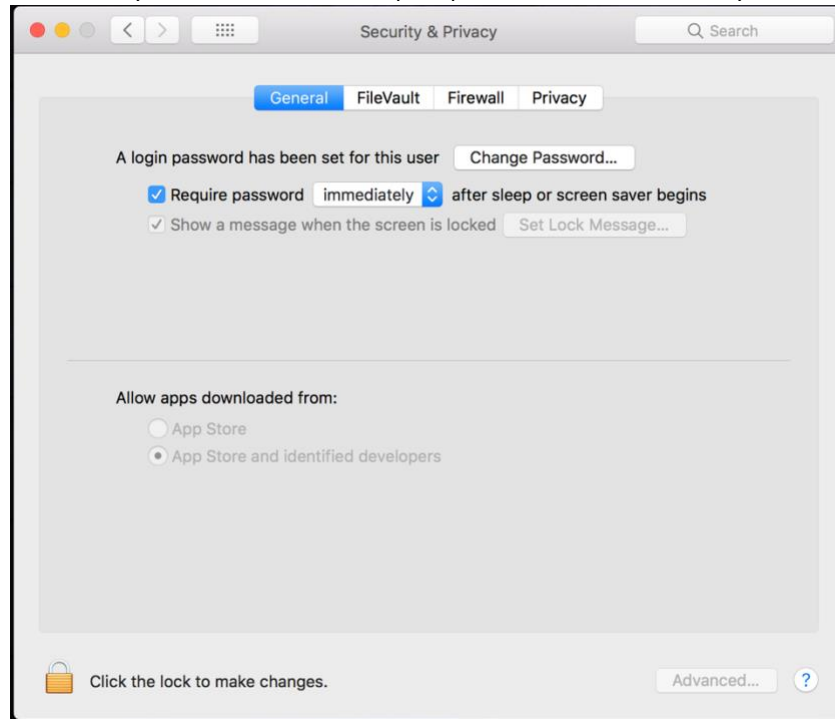 Security & Privacy
Search
General FileVault Firewall Privacy
A login password has been set for this user Change Password...
Require password immediately after sleep or screen saver begins
Show a message when the screen is locked Set Lock Message...
Allow apps downloaded from:
App Store
App Store and identified developers
Click the lock to make changes.
Advanced... ?